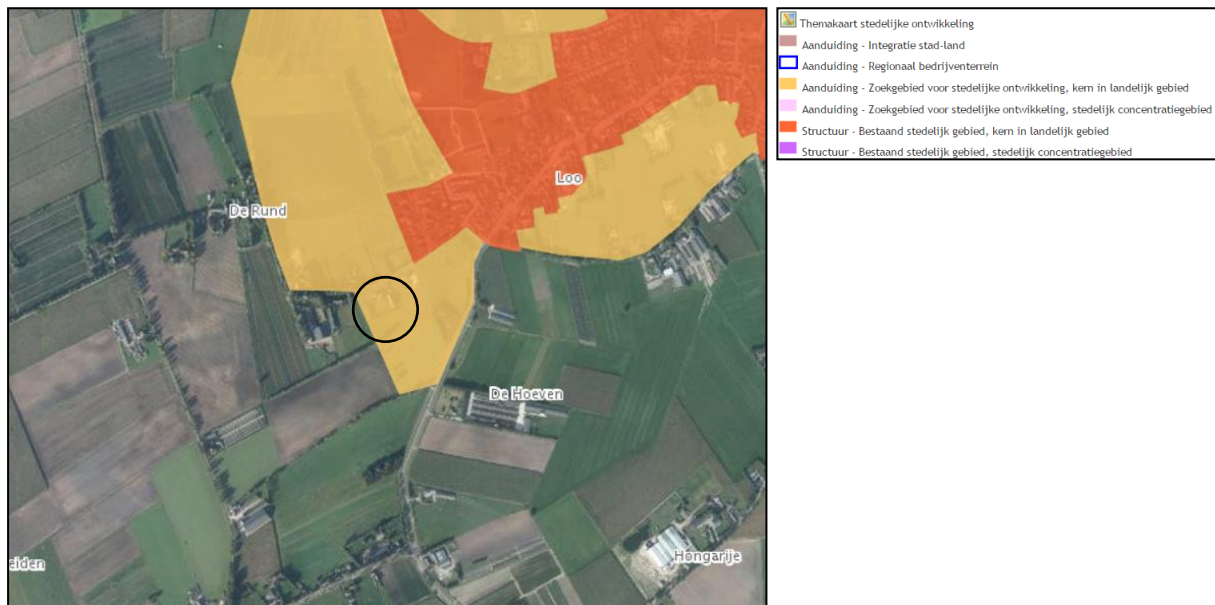 Loo
De Rund
De Hoeven
Hongarije
eiden
Themakaart stedelijke ontwikkeling
Aanduiding - Integratie stad-land
Aanduiding - Regionaal bedrijventerrein
Aanduiding - Zoekgebied voor stedelijke ontwikkeling, kern in landelijk gebied
Aanduiding - Zoekgebied voor stedelijke ontwikkeling, stedelijk concentratiegebied
Structuur - Bestaand stedelijk gebied, kern in landelijk gebied
Structuur - Bestaand stedelijk gebied, stedelijk concentratiegebied